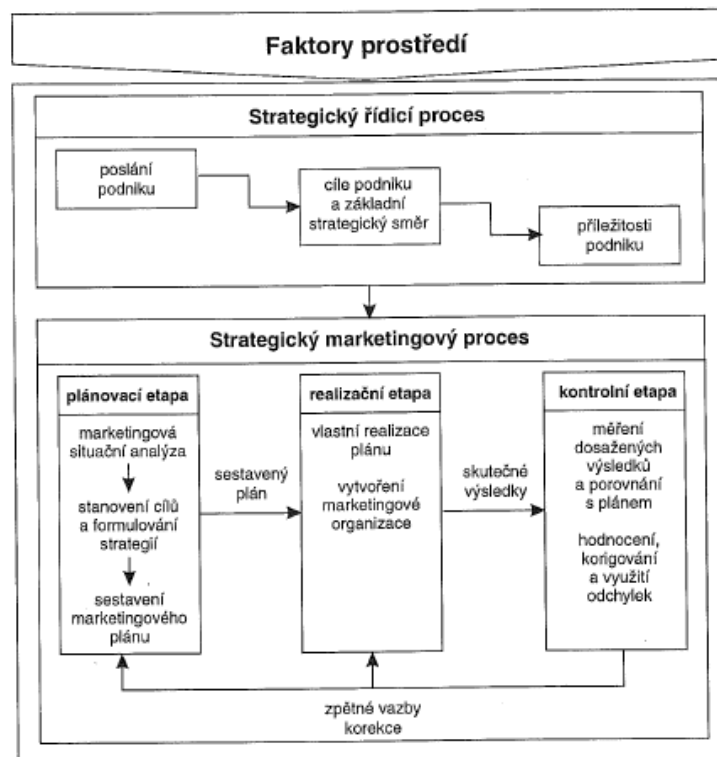 Faktory prostředí
Strategický řídicí proces
poslání
podniku
cíle podniku
a základní
strategický směr
příležitosti
podniku
Strategický marketingový proces
plánovací etapa
marketingová
situační analýza
stanovení cílů
a formulování
strategií
sestavení
marketingového
plánu
sestavený
plán
realizační etapa
vlastní realizace
plánu
vytvoření
marketingové
organizace
skutečné
výsledky
kontrolní etapa
měření
dosažených
výsledků
a porovnání
s plánem
hodnocení,
korigování
a využití
odchylek
zpětné vazby
korekce